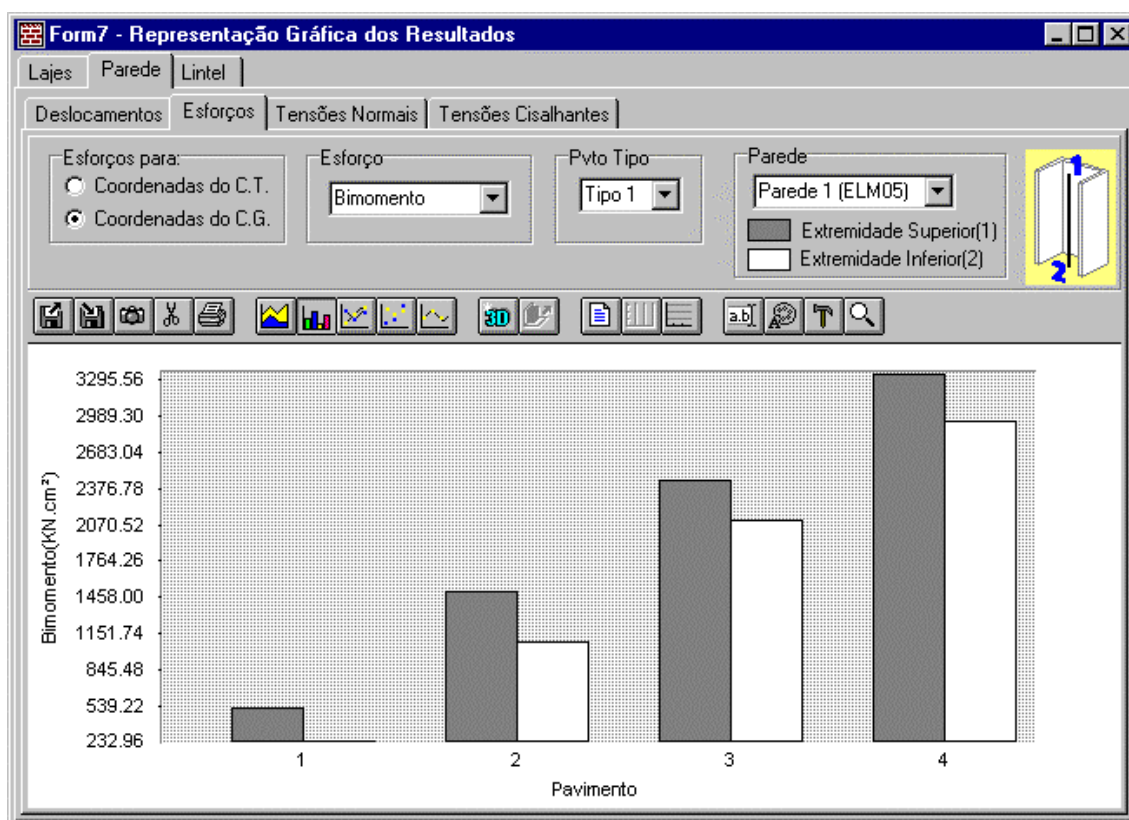 Form7 - Representação Gráfica dos Resultados
Lajes Parede Lintel
Deslocamentos Esforços Tensões Normais Tensões Cisalhantes
Esforços para:
Coordenadas do C.T.
Coordenadas do C.G.
Esforço
Bimomento
Pvto Tipo
Tipo 1
Parede
Parede 1 (ELM05)
Extremidade Superior(1)
Extremidade Inferior(2)
1
2
3D
a.b
Bimomento(KN.cm²)
3295.56
2989.30
2683.04
2376.78
2070.52
1764.26
1458.00
1151.74
845.48
539.22
232.96
1 2 3 4
Pavimento